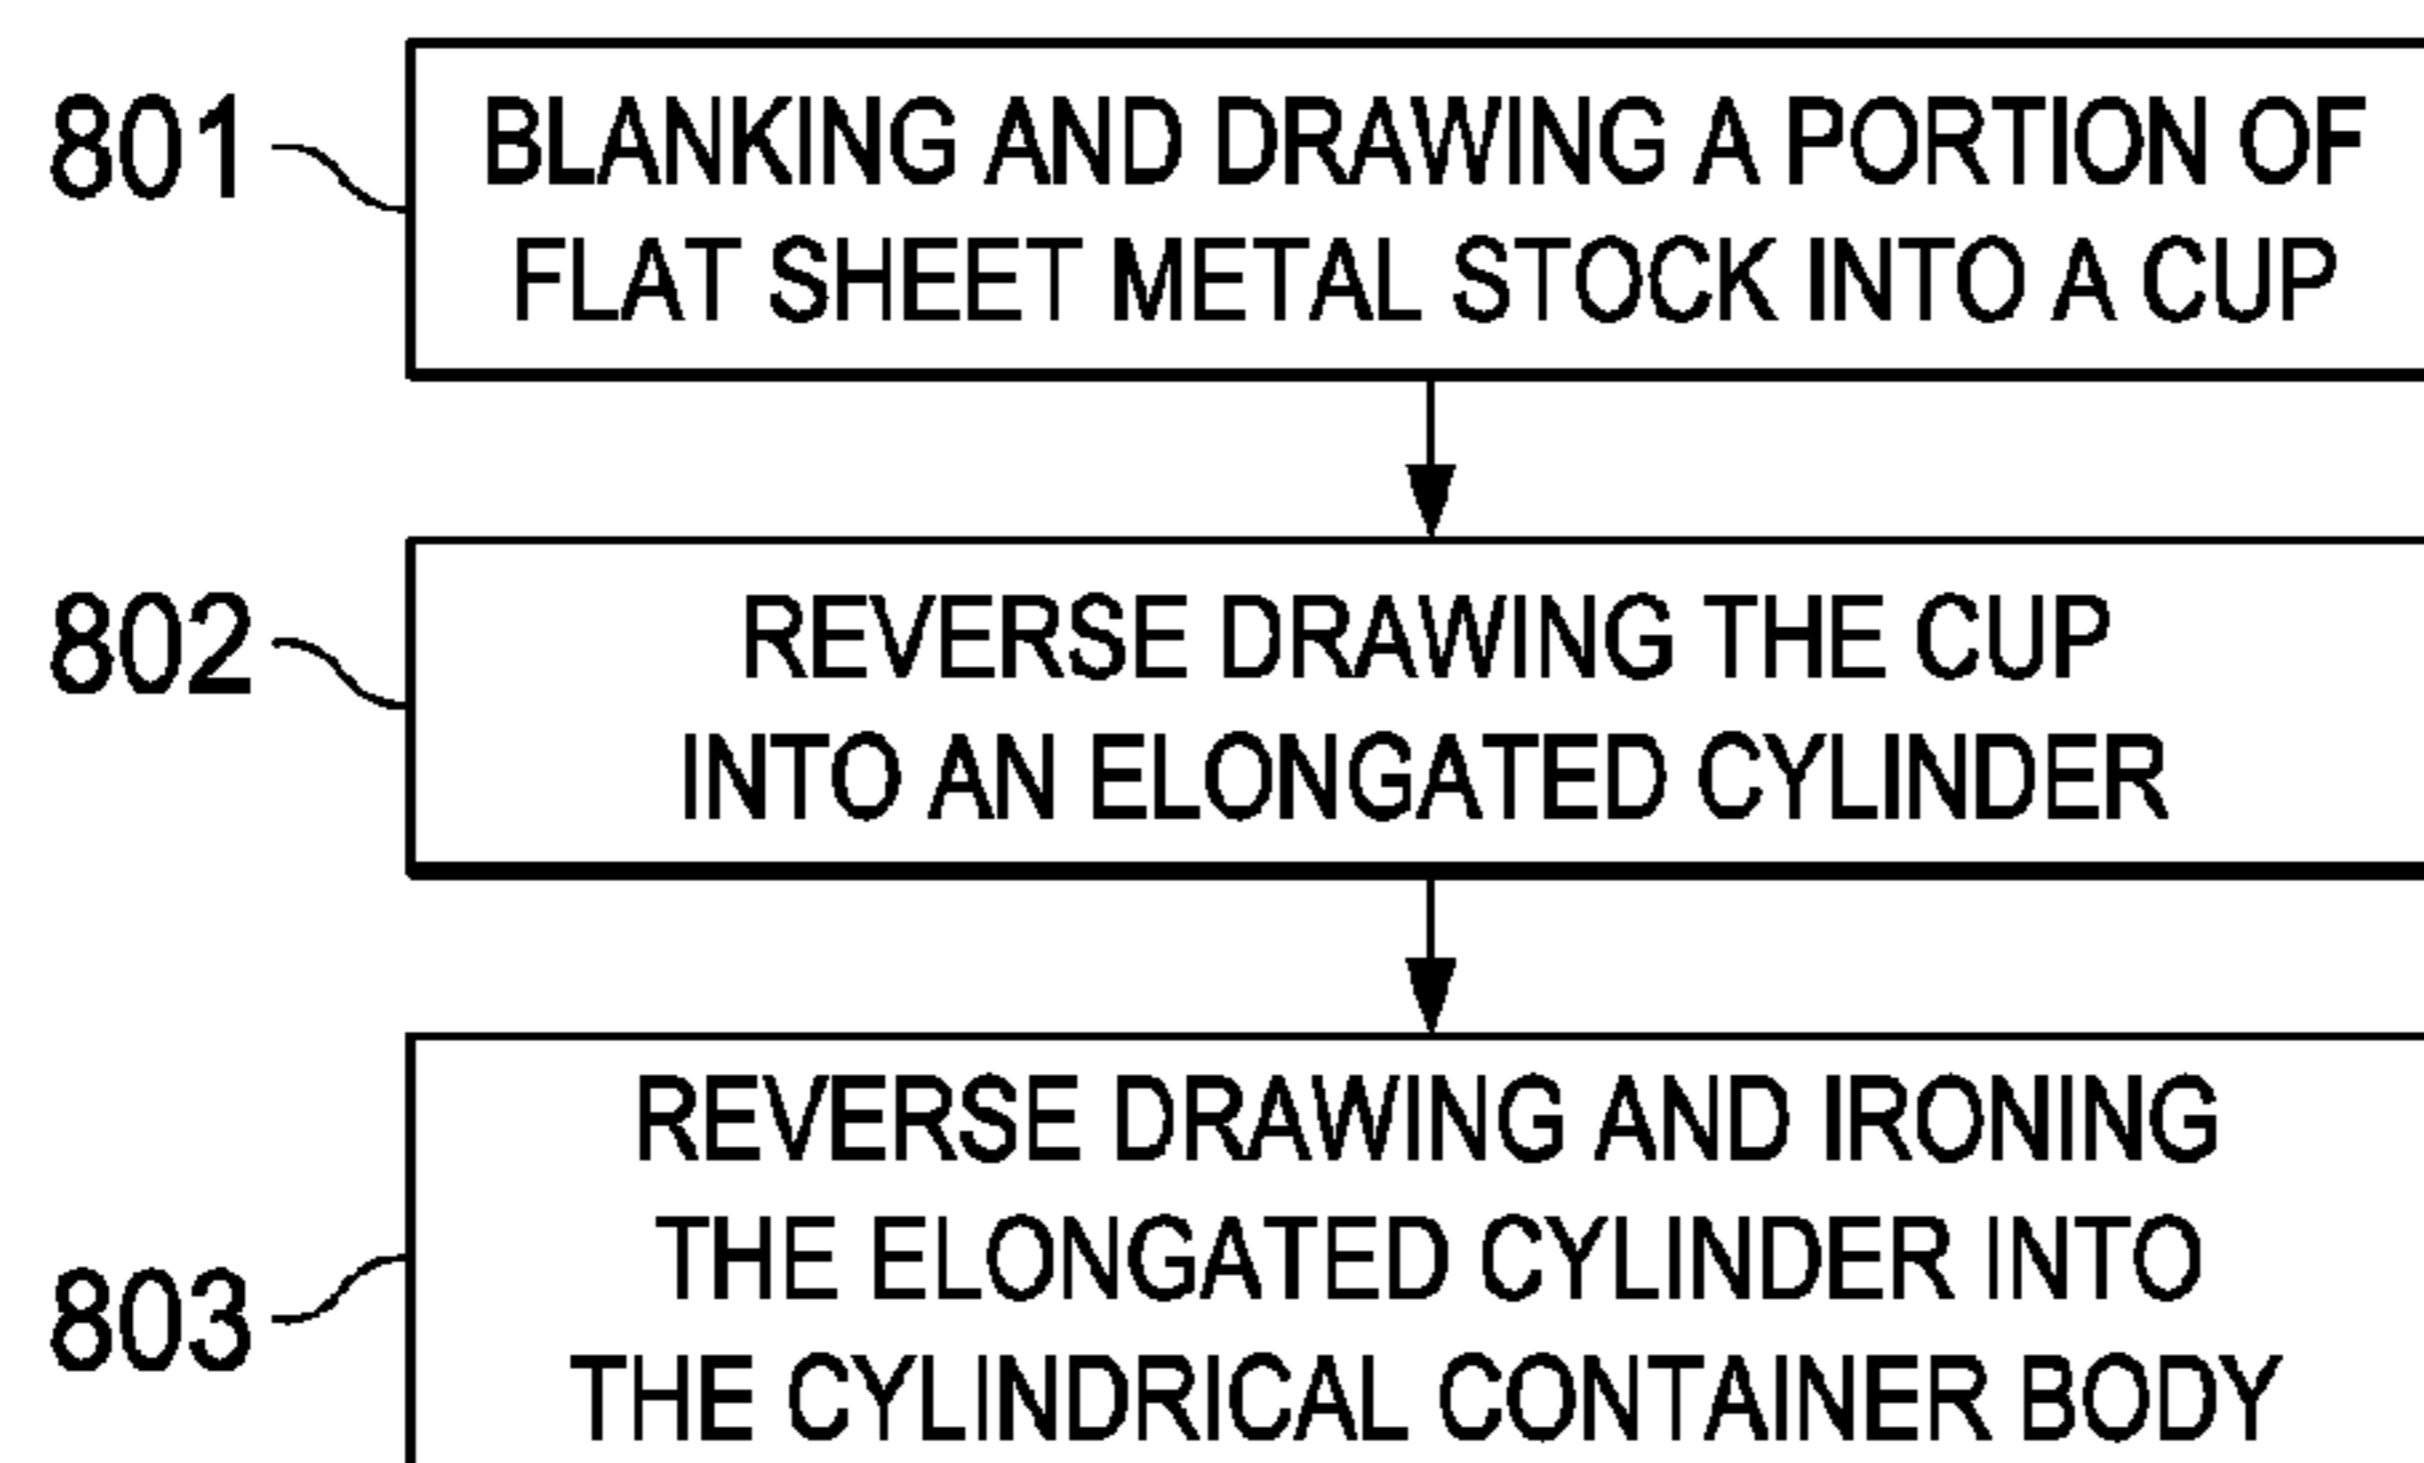 801
BLANKING AND DRAWING A PORTION OF
FLAT SHEET METAL STOCK INTO A CUP
802
REVERSE DRAWING THE CUP
INTO AN ELONGATED CYLINDER
803
REVERSE DRAWING AND IRONING
THE ELONGATED CYLINDER INTO
THE CYLINDRICAL CONTAINER BODY